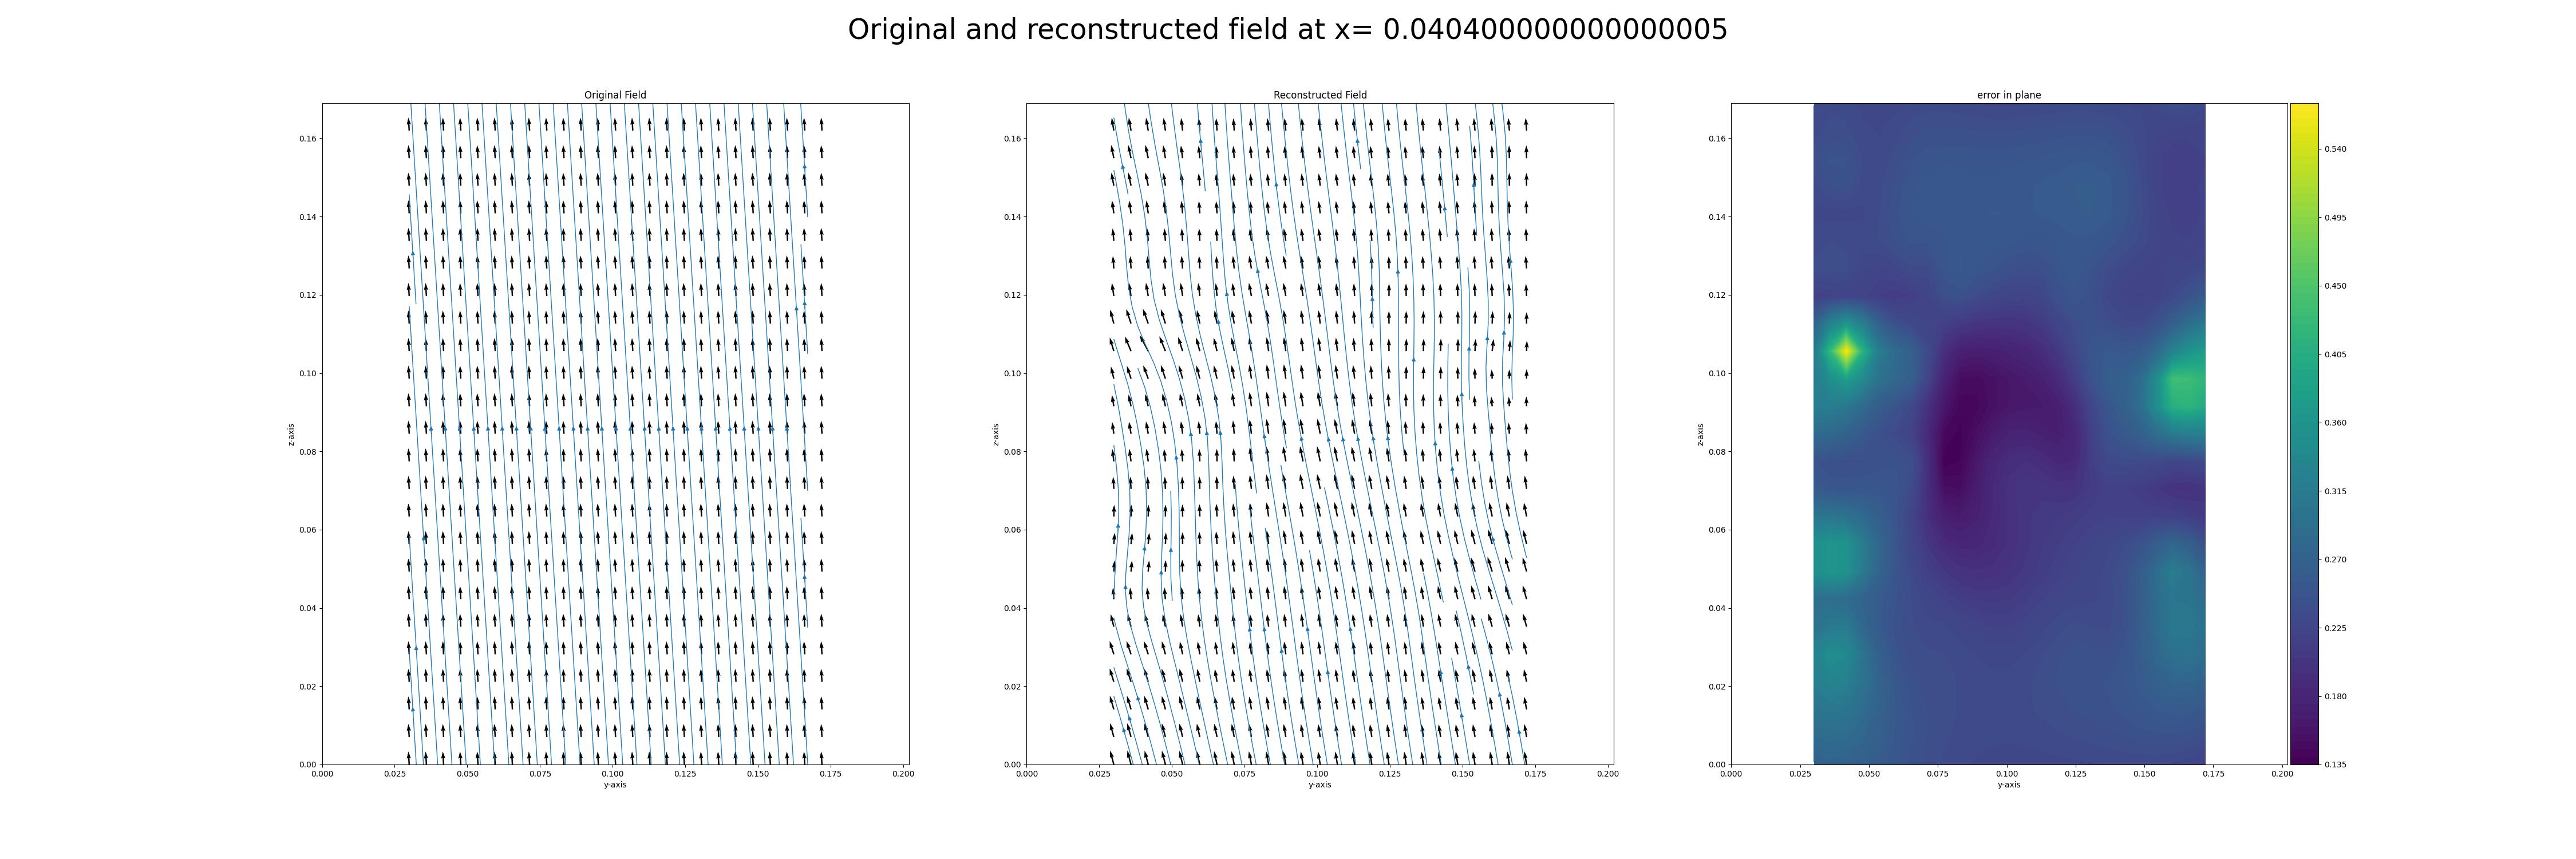 Original and reconstructed field at x= 0.040400000000000005
Original Field
0.16
0.14
0.12
0.10
0.08
0.06
0.04
0.02
0.00
z-axis
0.000 0.025 0.050 0.075 0.100 0.125 0.150 0.175 0.200
y-axis
Reconstructed Field
0.16
0.14
0.12
0.10
0.08
0.06
0.04
0.02
0.00
z-axis
0.000 0.025 0.050 0.075 0.100 0.125 0.150 0.175 0.200
y-axis
error in plane
0.16
0.14
0.12
0.10
0.08
0.06
0.04
0.02
0.00
z-axis
0.000 0.025 0.050 0.075 0.100 0.125 0.150 0.175 0.200
y-axis
0.540
0.495
0.450
0.405
0.360
0.315
0.270
0.225
0.180
0.135